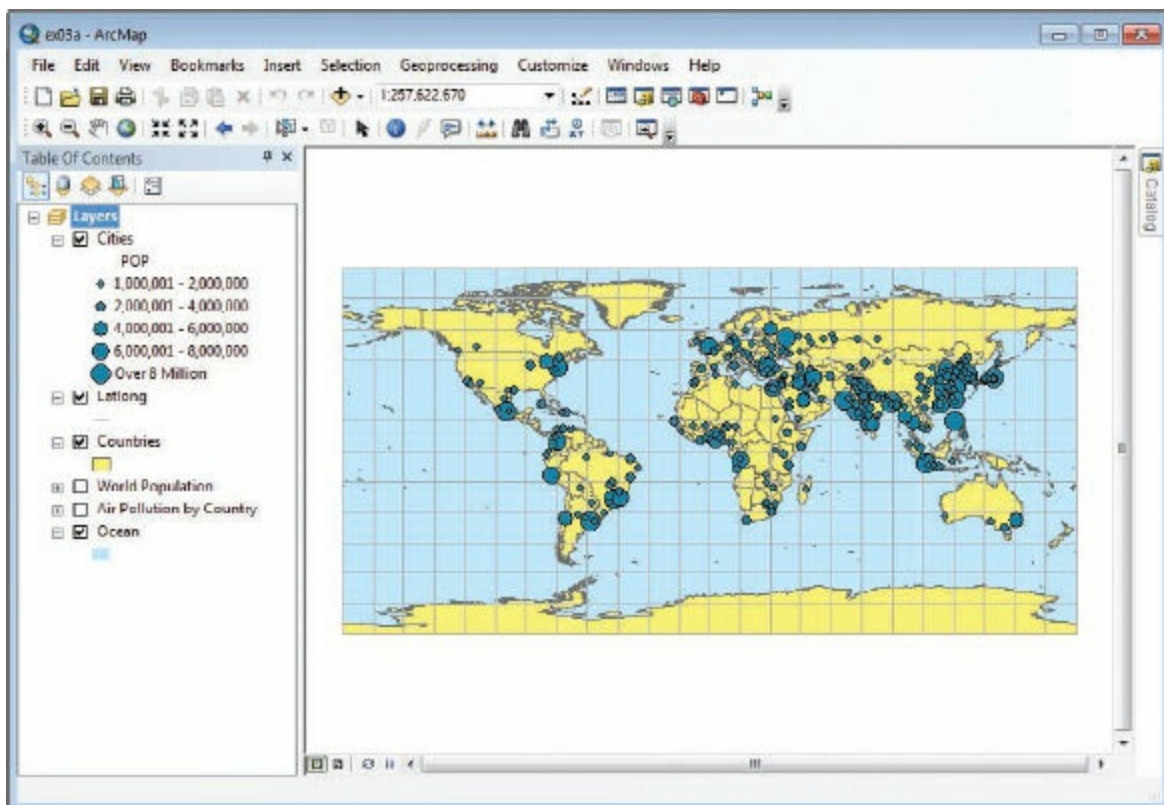 ex03a - ArcMap
File Edit View Bookmarks Insert Selection Geoprocessing Customize Windows Help
1:257,622,670
Table Of Contents
Layers
Cities
POP
1,000,001 - 2,000,000
2,000,001 - 4,000,000
4,000,001 - 6,000,000
6,000,001 - 8,000,000
Over 8 Million
Latlong
Countries
World Population
Air Pollution by Country
Ocean
Catalog